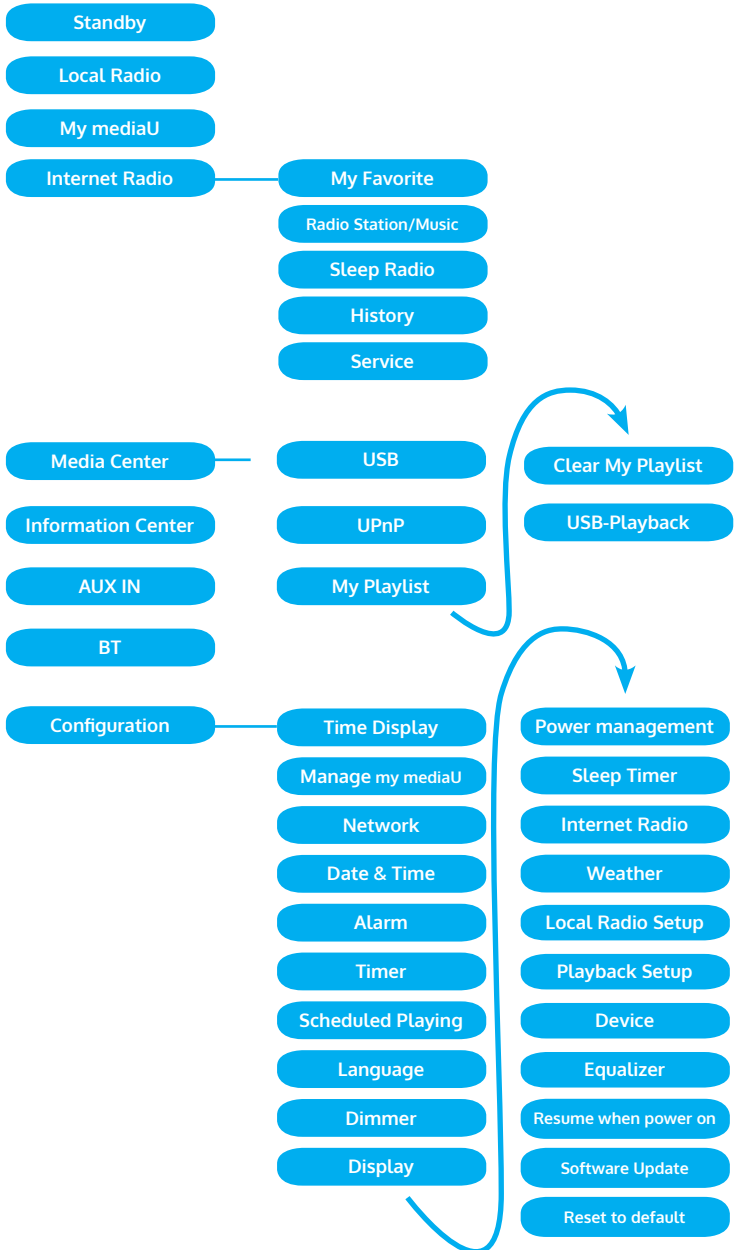 Standby
Local Radio
My mediaU
Internet Radio
My Favorite
Radio Station/Music
Sleep Radio
History
Service
Media Center
Information Center
AUX IN
BT
USB
UPnP
My Playlist
Clear My Playlist
USB-Playback
Configuration
Time Display
Manage my mediaU
Network
Date & Time
Alarm
Timer
Scheduled Playing
Language
Dimmer
Display
Power management
Sleep Timer
Internet Radio
Weather
Local Radio Setup
Playback Setup
Device
Equalizer
Resume when power on
Software Update
Reset to default